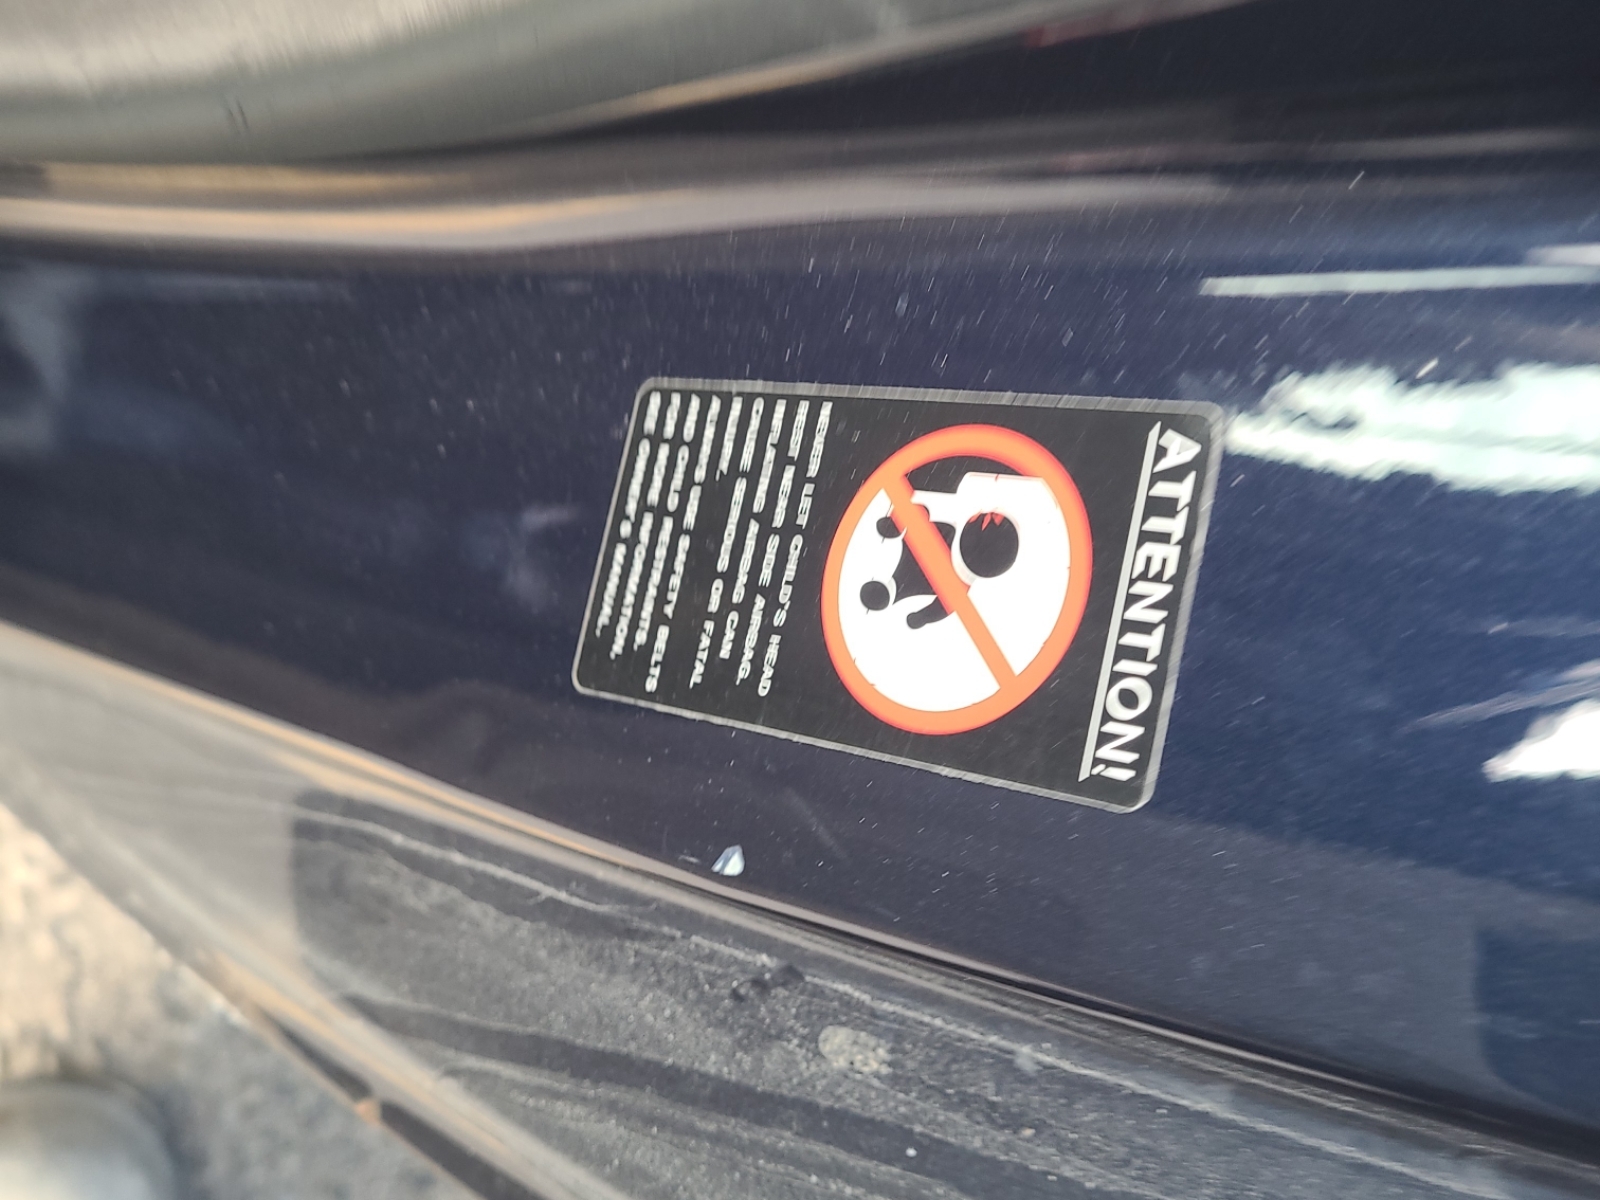 ATTENTION!
NEVER LET CHILD'S HEAD
REST NEAR SIDE AIRBAG.
INFLATING AIRBAG CAN
CAUSE SERIOUS OR FATAL
INJURY.
ALWAYS USE SAFETY BELTS
AND CHILD RESTRAINTS.
FOR MORE INFORMATION,
SEE OWNER'S MANUAL.